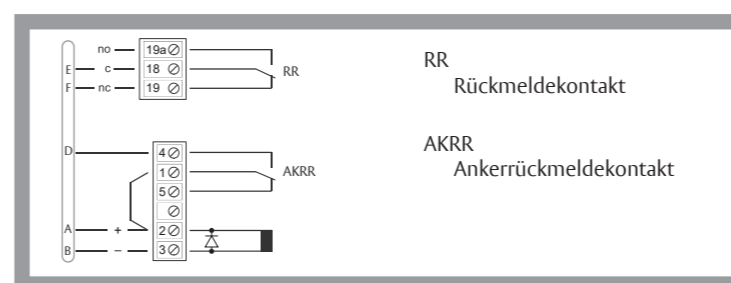 no 19a
E c 18 RR
F nc 19
D 4
1 AKRR
5
A + 2
B – 3
RR
Rückmeldekontakt
AKRR
Ankerrückmeldekontakt